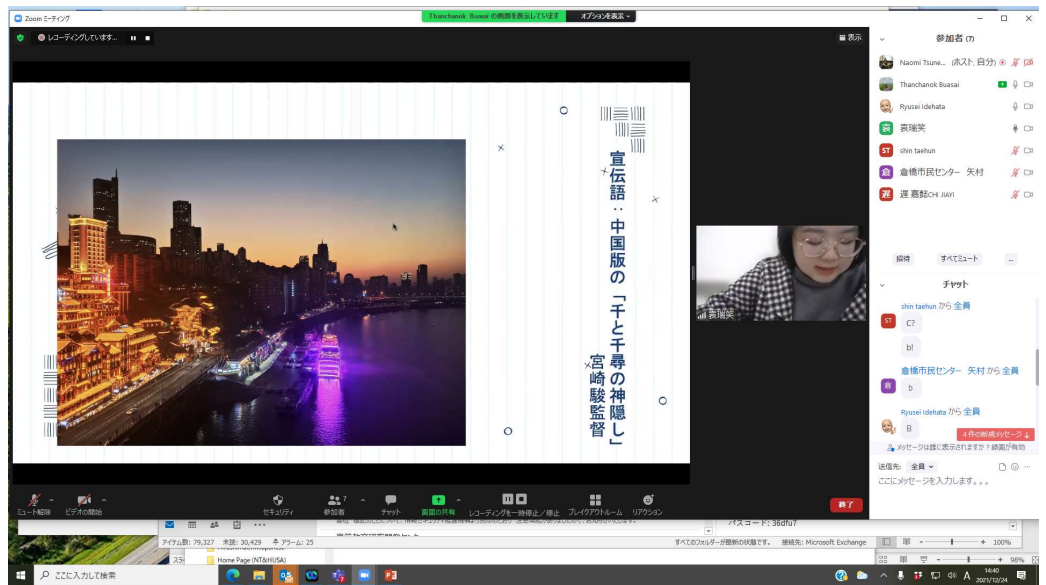 Zoom ミーティング
Thanchanok Buasai の画面を表示しています
オプションを表示
レコーディングしています...
表示
宣伝語：中国版の「千と千尋の神隠し」
宮崎駿監督
袁瑞笑
参加者 (7)
Naomi Tsune... (ホスト, 自分)
Thanchanok Buasai
Ryusei Idehata
袁 袁瑞笑
ST shin taehun
倉 倉橋市民センター 矢村
遅 遅 嘉懿CHI JIAYI
招待
すべてミュート
...
チャット
shin taehun から 全員
ST C?
b!
倉橋市民センター 矢村 から 全員
倉 b
Ryusei Idehata から 全員
B
4 件の新規メッセージ
メッセージは誰に表示されますか? 録画が有効
送信先: 全員
ここにメッセージを入力します。。。
ミュート解除
ビデオの開始
セキュリティ
7
参加者
チャット
画面の共有
レコーディングを一時停止/停止
ブレイクアウトルーム
リアクション
終了
パスコード: 36dfu7
アイテム数: 79,327
未読: 30,429
アラーム: 25
すべてのフォルダーが最新の状態です。
接続先: Microsoft Exchange
100%
Home Page (NT&HUSA)
98%
ここに入力して検索
A
14:40
2021/12/24